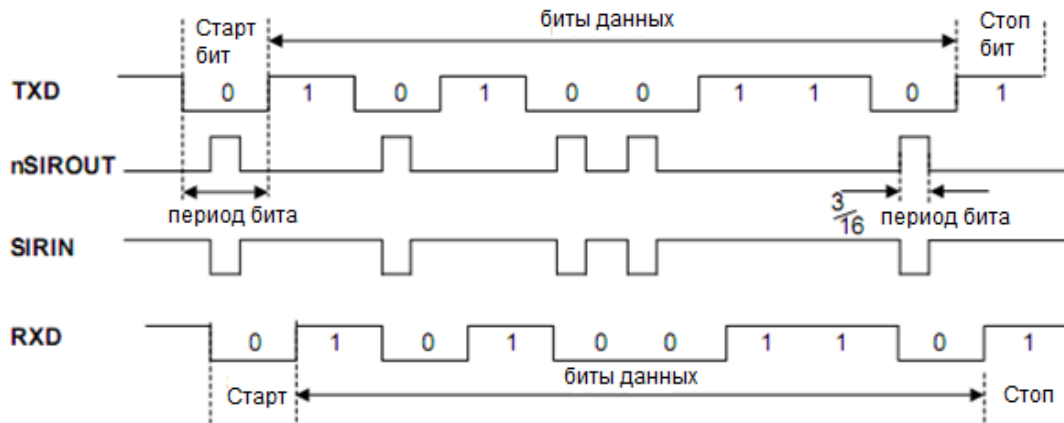 Старт
бит
биты данных
Стоп
бит
TXD
0 1 0 1 0 0 1 1 0 1
nSIROUT
период бита
3/16
период бита
SIRIN
RXD
0 1 0 1 0 0 1 1 0 1
Старт
биты данных
Стоп